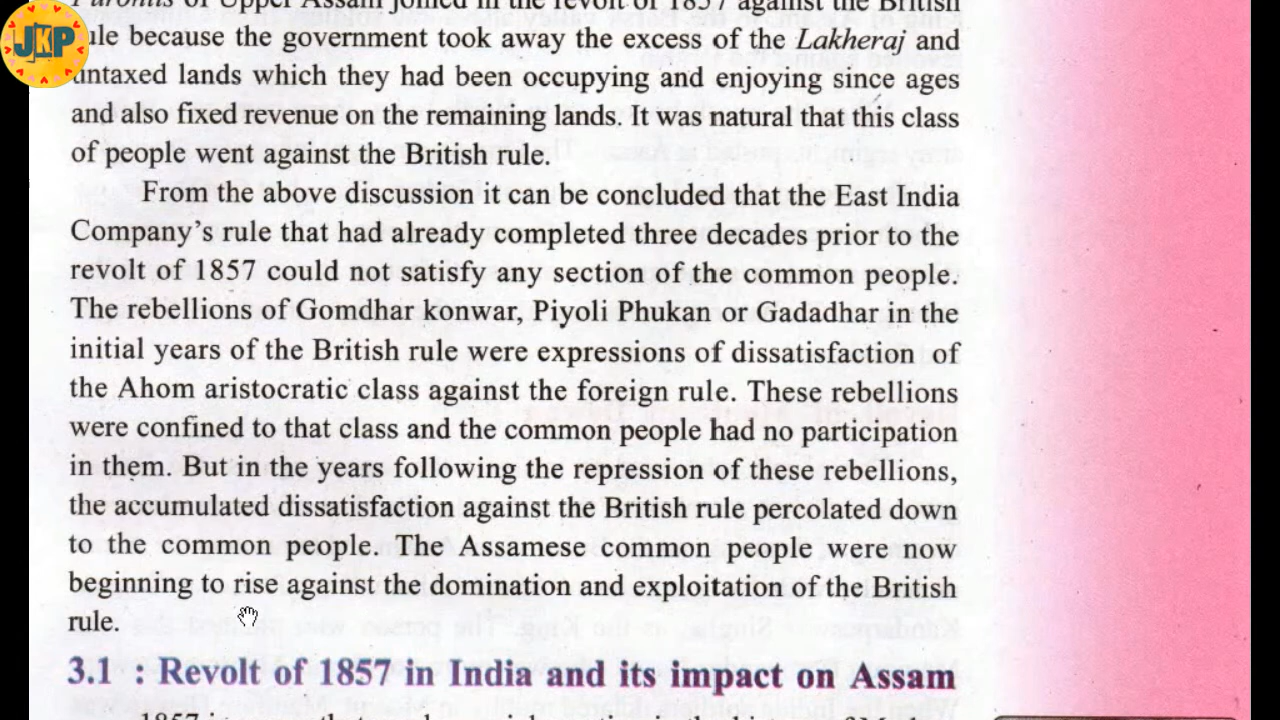 JKP
Purohits of Upper Assam joined in the revolt of 1857 against the British
rule because the government took away the excess of the Lakheraj and
untaxed lands which they had been occupying and enjoying since ages
and also fixed revenue on the remaining lands. It was natural that this class
of people went against the British rule.
From the above discussion it can be concluded that the East India
Company's rule that had already completed three decades prior to the
revolt of 1857 could not satisfy any section of the common people.
The rebellions of Gomdhar konwar, Piyoli Phukan or Gadadhar in the
initial years of the British rule were expressions of dissatisfaction of
the Ahom aristocratic class against the foreign rule. These rebellions
were confined to that class and the common people had no participation
in them. But in the years following the repression of these rebellions,
the accumulated dissatisfaction against the British rule percolated down
to the common people. The Assamese common people were now
beginning to rise against the domination and exploitation of the British
rule.
3.1 : Revolt of 1857 in India and its impact on Assam